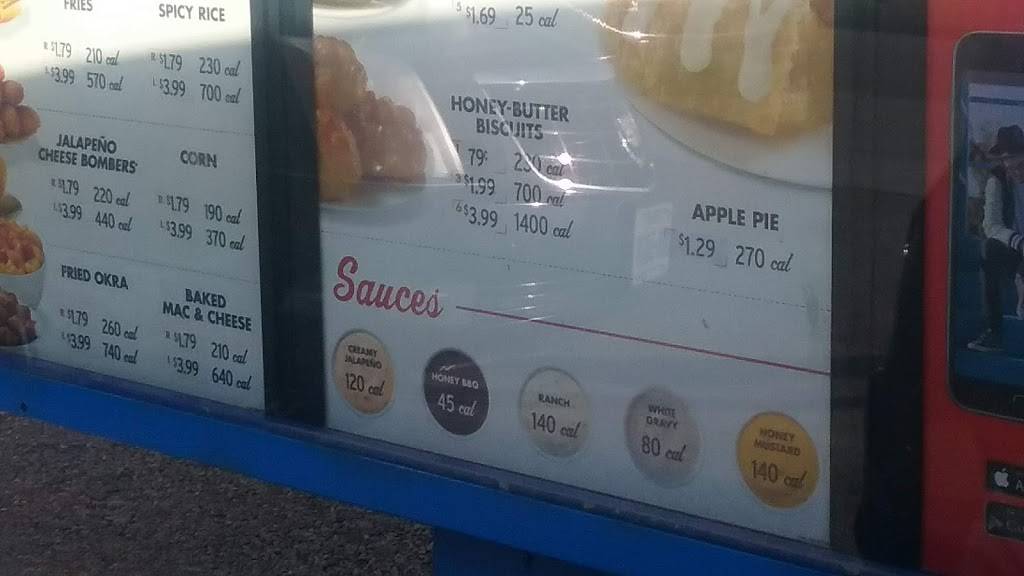 FRIES
R $1.79 210 cal
L $3.99 570 cal
SPICY RICE
R $1.79 230 cal
L $3.99 700 cal
JALAPEÑO
CHEESE BOMBERS
R $1.79 220 cal
L $3.99 440 cal
CORN
R $1.79 190 cal
L $3.99 370 cal
FRIED OKRA
R $1.79 260 cal
L $3.99 740 cal
BAKED
MAC & CHEESE
R $1.79 210 cal
L $3.99 640 cal
$1.69 25 cal
HONEY-BUTTER
BISCUITS
79¢ cal
3 $1.99 700 cal
6 $3.99 1400 cal
APPLE PIE
$1.29 270 cal
Sauces
CREAMY
JALAPEÑO
120 cal
HONEY BBQ
45 cal
RANCH
140 cal
WHITE
GRAVY
80 cal
HONEY
MUSTARD
140 cal